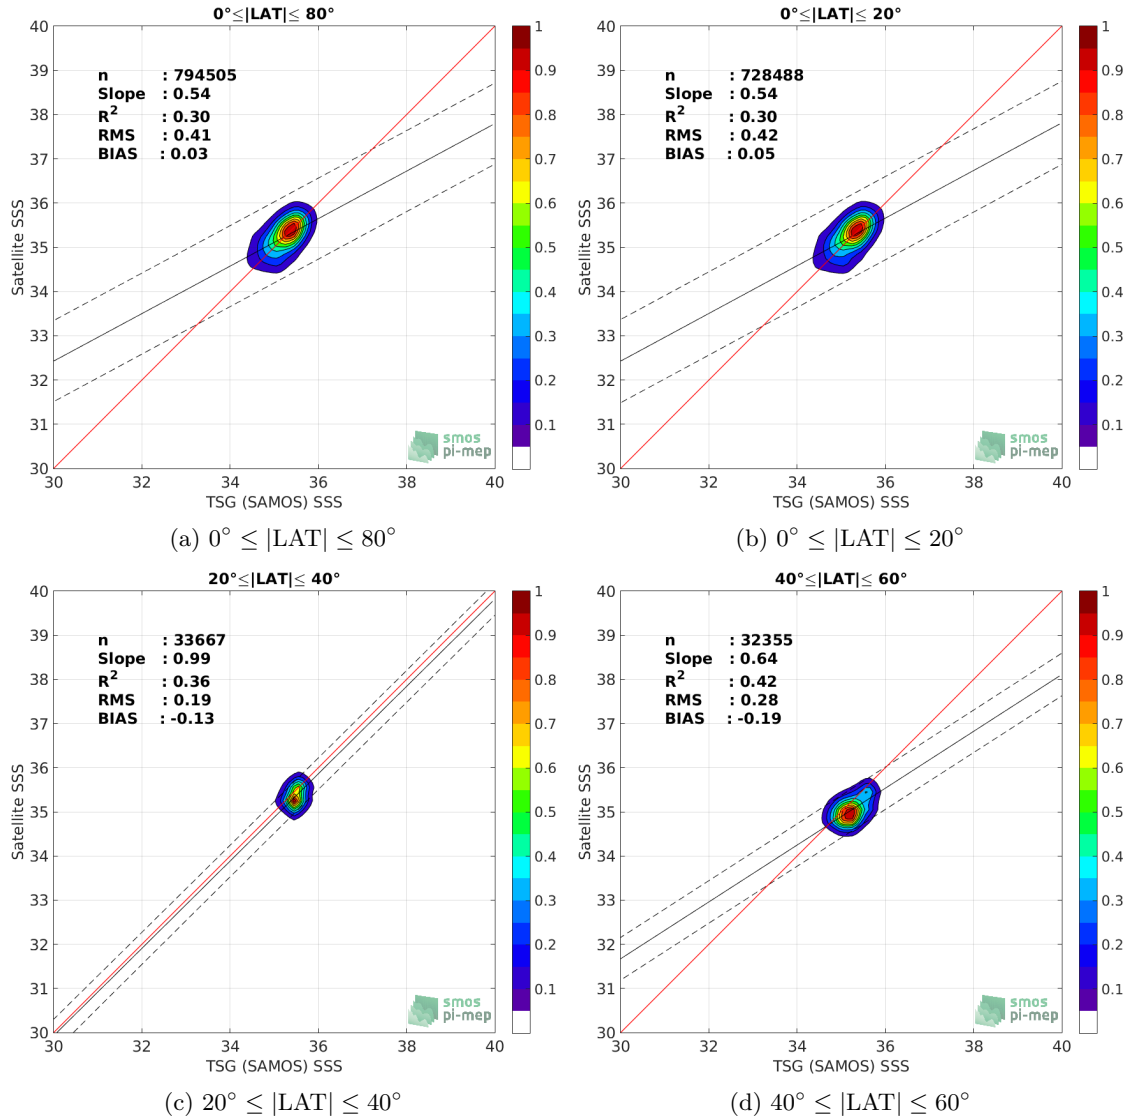 0°≤|LAT|≤ 80°
40
39
38
37
36
35
34
33
32
31
30
Satellite SSS
n : 794505
Slope : 0.54
R² : 0.30
RMS : 0.41
BIAS : 0.03
smos
pi-mep
30 32 34 36 38 40
TSG (SAMOS) SSS
1
0.9
0.8
0.7
0.6
0.5
0.4
0.3
0.2
0.1
(a) 0° ≤ |LAT| ≤ 80°
0°≤|LAT|≤ 20°
40
39
38
37
36
35
34
33
32
31
30
Satellite SSS
n : 728488
Slope : 0.54
R² : 0.30
RMS : 0.42
BIAS : 0.05
smos
pi-mep
30 32 34 36 38 40
TSG (SAMOS) SSS
1
0.9
0.8
0.7
0.6
0.5
0.4
0.3
0.2
0.1
(b) 0° ≤ |LAT| ≤ 20°
20°≤|LAT|≤ 40°
40
39
38
37
36
35
34
33
32
31
30
Satellite SSS
n : 33667
Slope : 0.99
R² : 0.36
RMS : 0.19
BIAS : -0.13
smos
pi-mep
30 32 34 36 38 40
TSG (SAMOS) SSS
1
0.9
0.8
0.7
0.6
0.5
0.4
0.3
0.2
0.1
(c) 20° ≤ |LAT| ≤ 40°
40°≤|LAT|≤ 60°
40
39
38
37
36
35
34
33
32
31
30
Satellite SSS
n : 32355
Slope : 0.64
R² : 0.42
RMS : 0.28
BIAS : -0.19
smos
pi-mep
30 32 34 36 38 40
TSG (SAMOS) SSS
1
0.9
0.8
0.7
0.6
0.5
0.4
0.3
0.2
0.1
(d) 40° ≤ |LAT| ≤ 60°